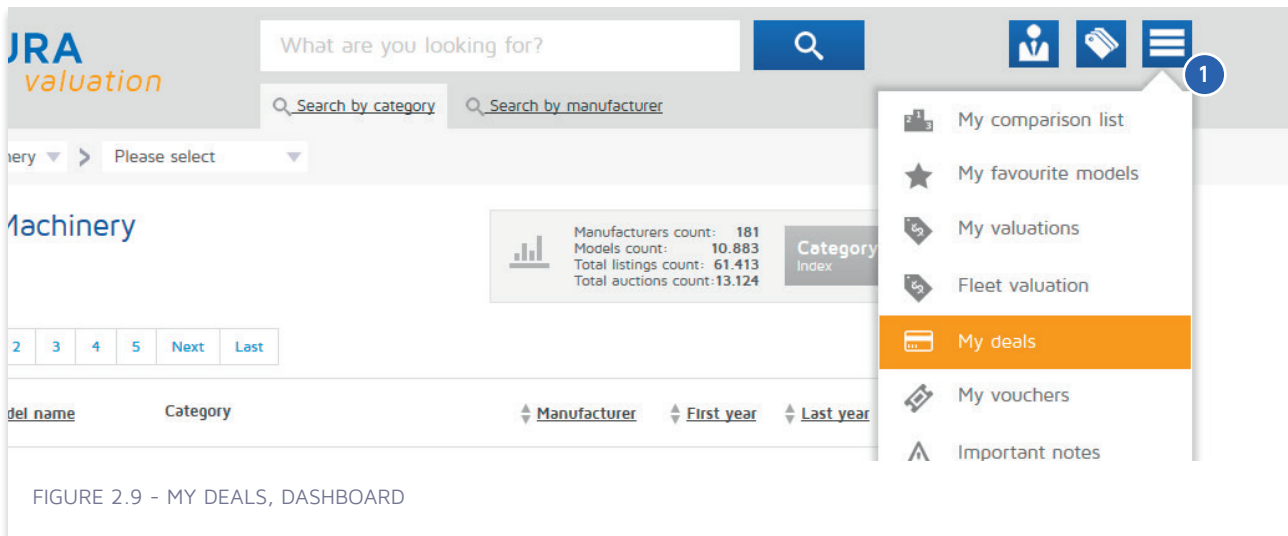 JRA
valuation
What are you looking for?
Search by category
Search by manufacturer
1
nery
Please select
My comparison list
My favourite models
My valuations
Fleet valuation
My deals
My vouchers
Important notes
Machinery
Manufacturers count: 181
Models count: 10.883
Total listings count: 61.413
Total auctions count:13.124
Category
Index
2 3 4 5 Next Last
del name Category Manufacturer First year Last year
FIGURE 2.9 - MY DEALS, DASHBOARD